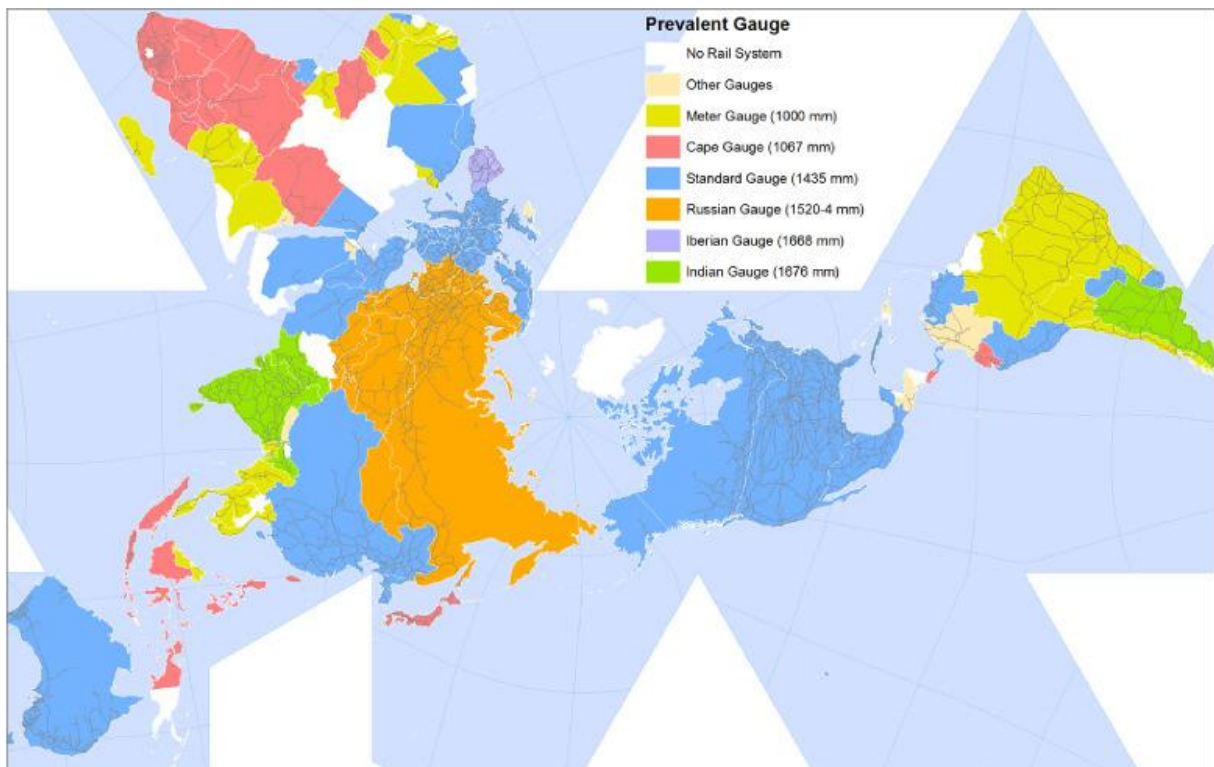 Prevalent Gauge
No Rail System
Other Gauges
Meter Gauge (1000 mm)
Cape Gauge (1067 mm)
Standard Gauge (1435 mm)
Russian Gauge (1520-4 mm)
Iberian Gauge (1668 mm)
Indian Gauge (1676 mm)